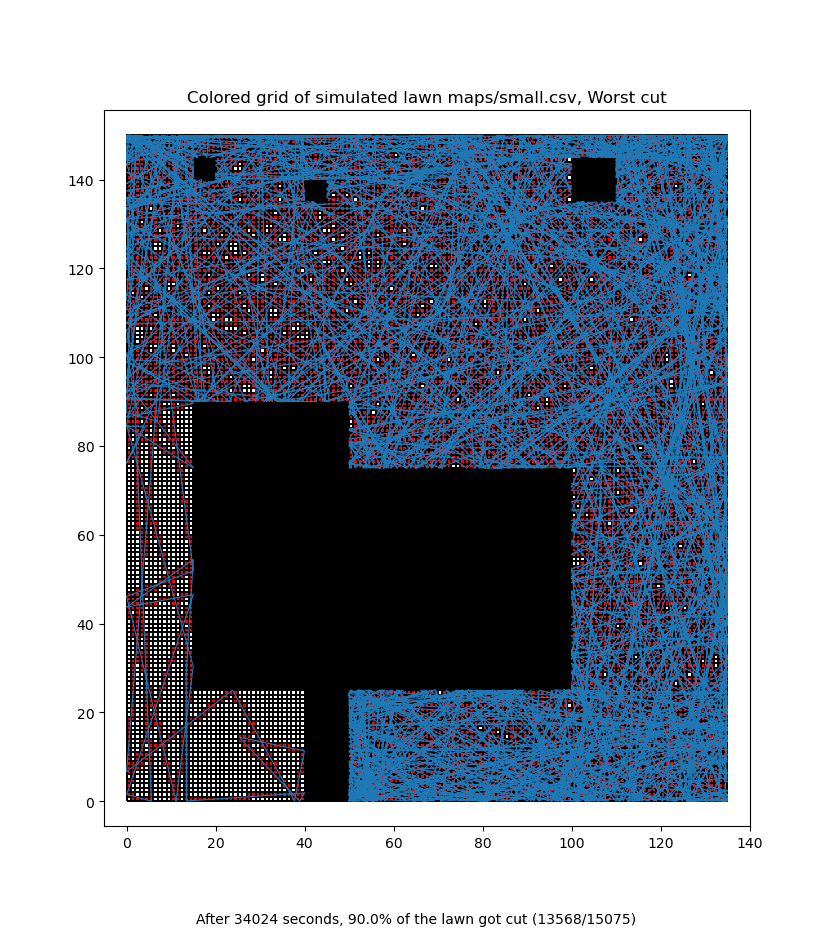 Colored grid of simulated lawn maps/small.csv, Worst cut
140
120
100
80
60
40
20
0
0 20 40 60 80 100 120 140
After 34024 seconds, 90.0% of the lawn got cut (13568/15075)